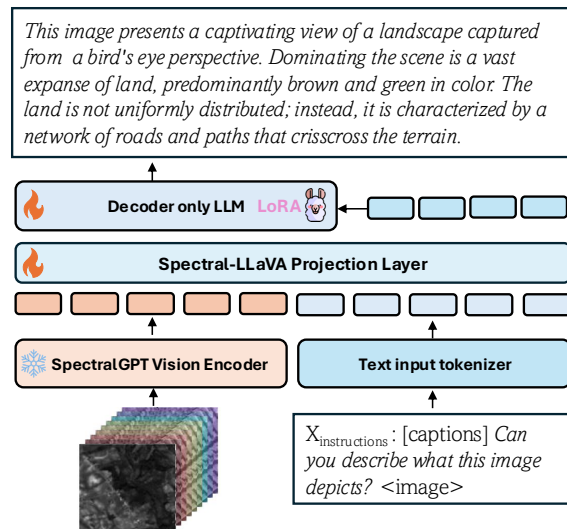 This image presents a captivating view of a landscape captured
from a bird's eye perspective. Dominating the scene is a vast
expanse of land, predominantly brown and green in color. The
land is not uniformly distributed; instead, it is characterized by a
network of roads and paths that crisscross the terrain.
Decoder only LLM LoRA
Spectral-LLaVA Projection Layer
SpectralGPT Vision Encoder
Text input tokenizer
Xinstructions : [captions] Can
you describe what this image
depicts? <image>